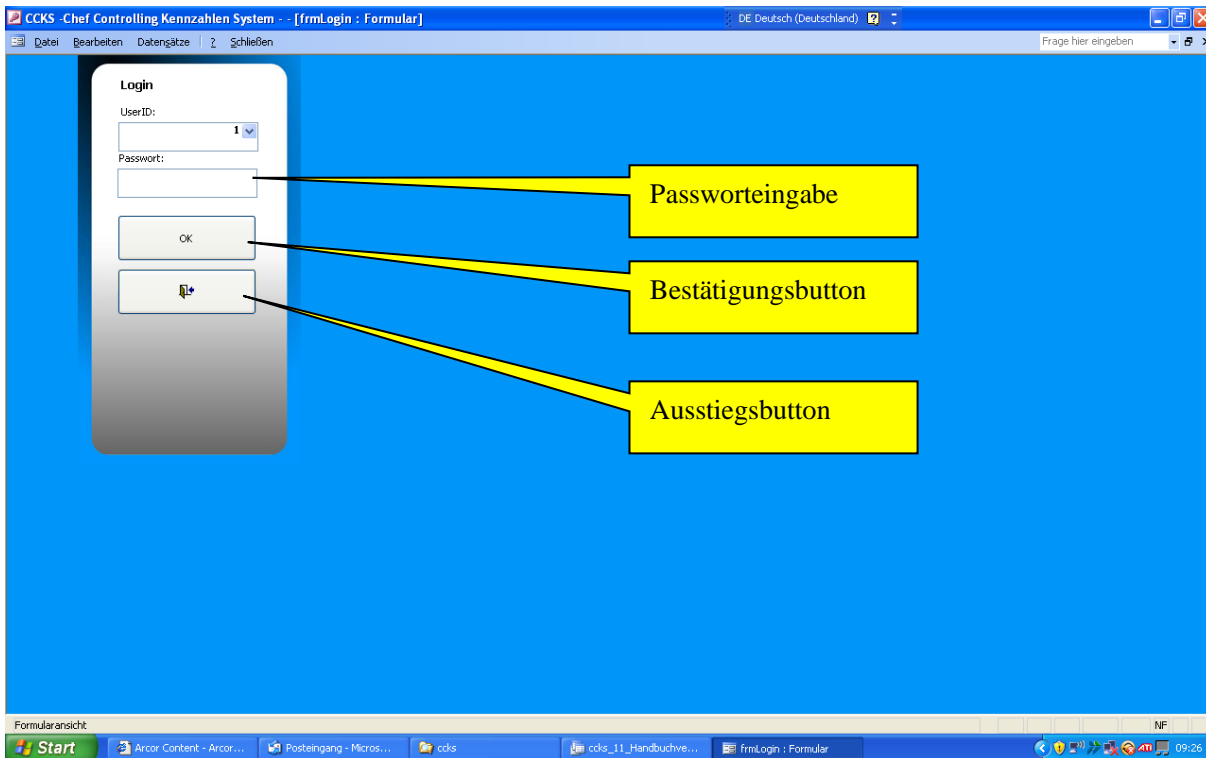 CCKS -Chef Controlling Kennzahlen System - - [frmLogin : Formular]
DE Deutsch (Deutschland)
Datei Bearbeiten Datensätze ? Schließen
Frage hier eingeben
Login
UserID:
1
Passwort:
Passworteingabe
OK
Bestätigungsbutton
Ausstiegsbutton
Formularansicht
NF
Start
Arcor Content - Arcor...
Posteingang - Micros...
ccks
ccks_11_Handbuchve...
frmLogin : Formular
ATI
09:26